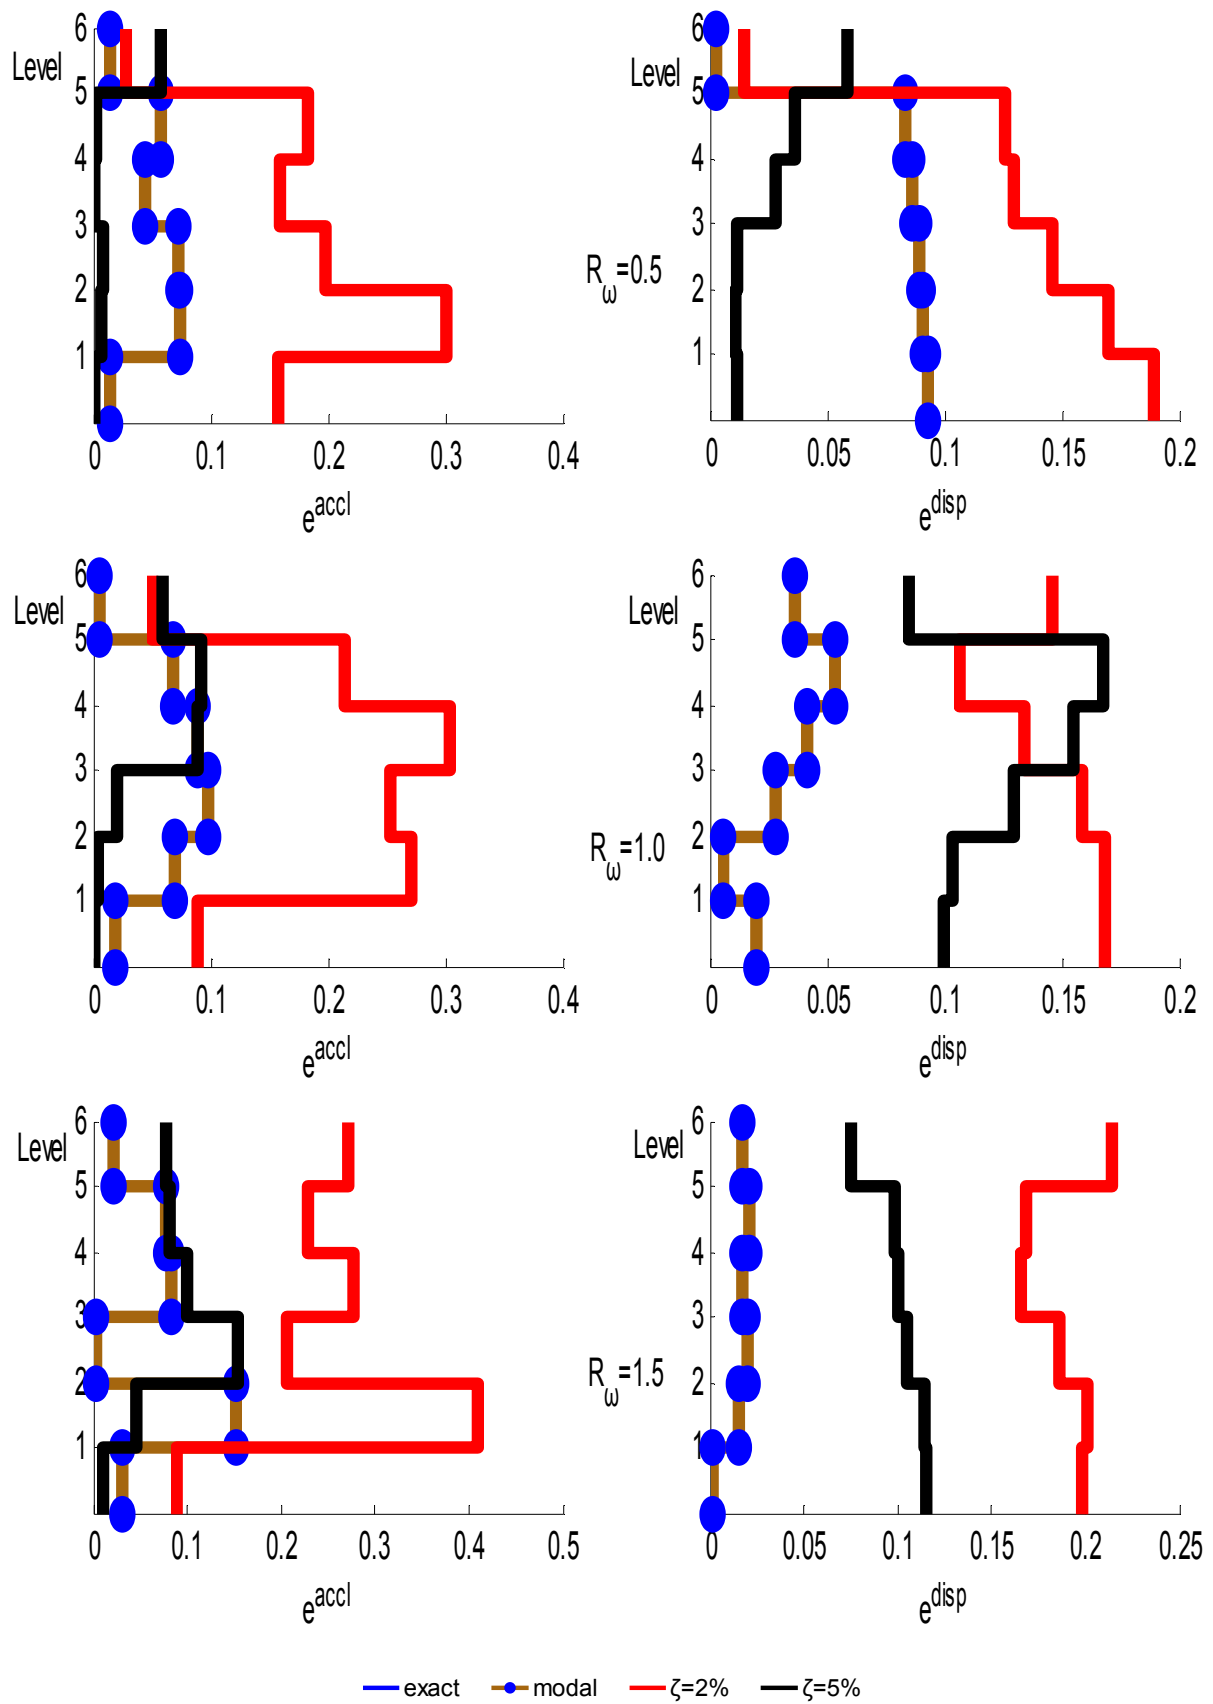 6
Level
5
4
3
2
1
0 0.1 0.2 0.3 0.4
e^accl
6
Level
5
4
3
2
1
0 0.05 0.1 0.15 0.2
e^disp
R_ω=0.5
6
Level
5
4
3
2
1
0 0.1 0.2 0.3 0.4
e^accl
6
Level
5
4
3
2
1
0 0.05 0.1 0.15 0.2
e^disp
R_ω=1.0
6
Level
5
4
3
2
1
0 0.1 0.2 0.3 0.4 0.5
e^accl
6
Level
5
4
3
2
1
0 0.05 0.1 0.15 0.2 0.25
e^disp
R_ω=1.5
exact modal ζ=2% ζ=5%